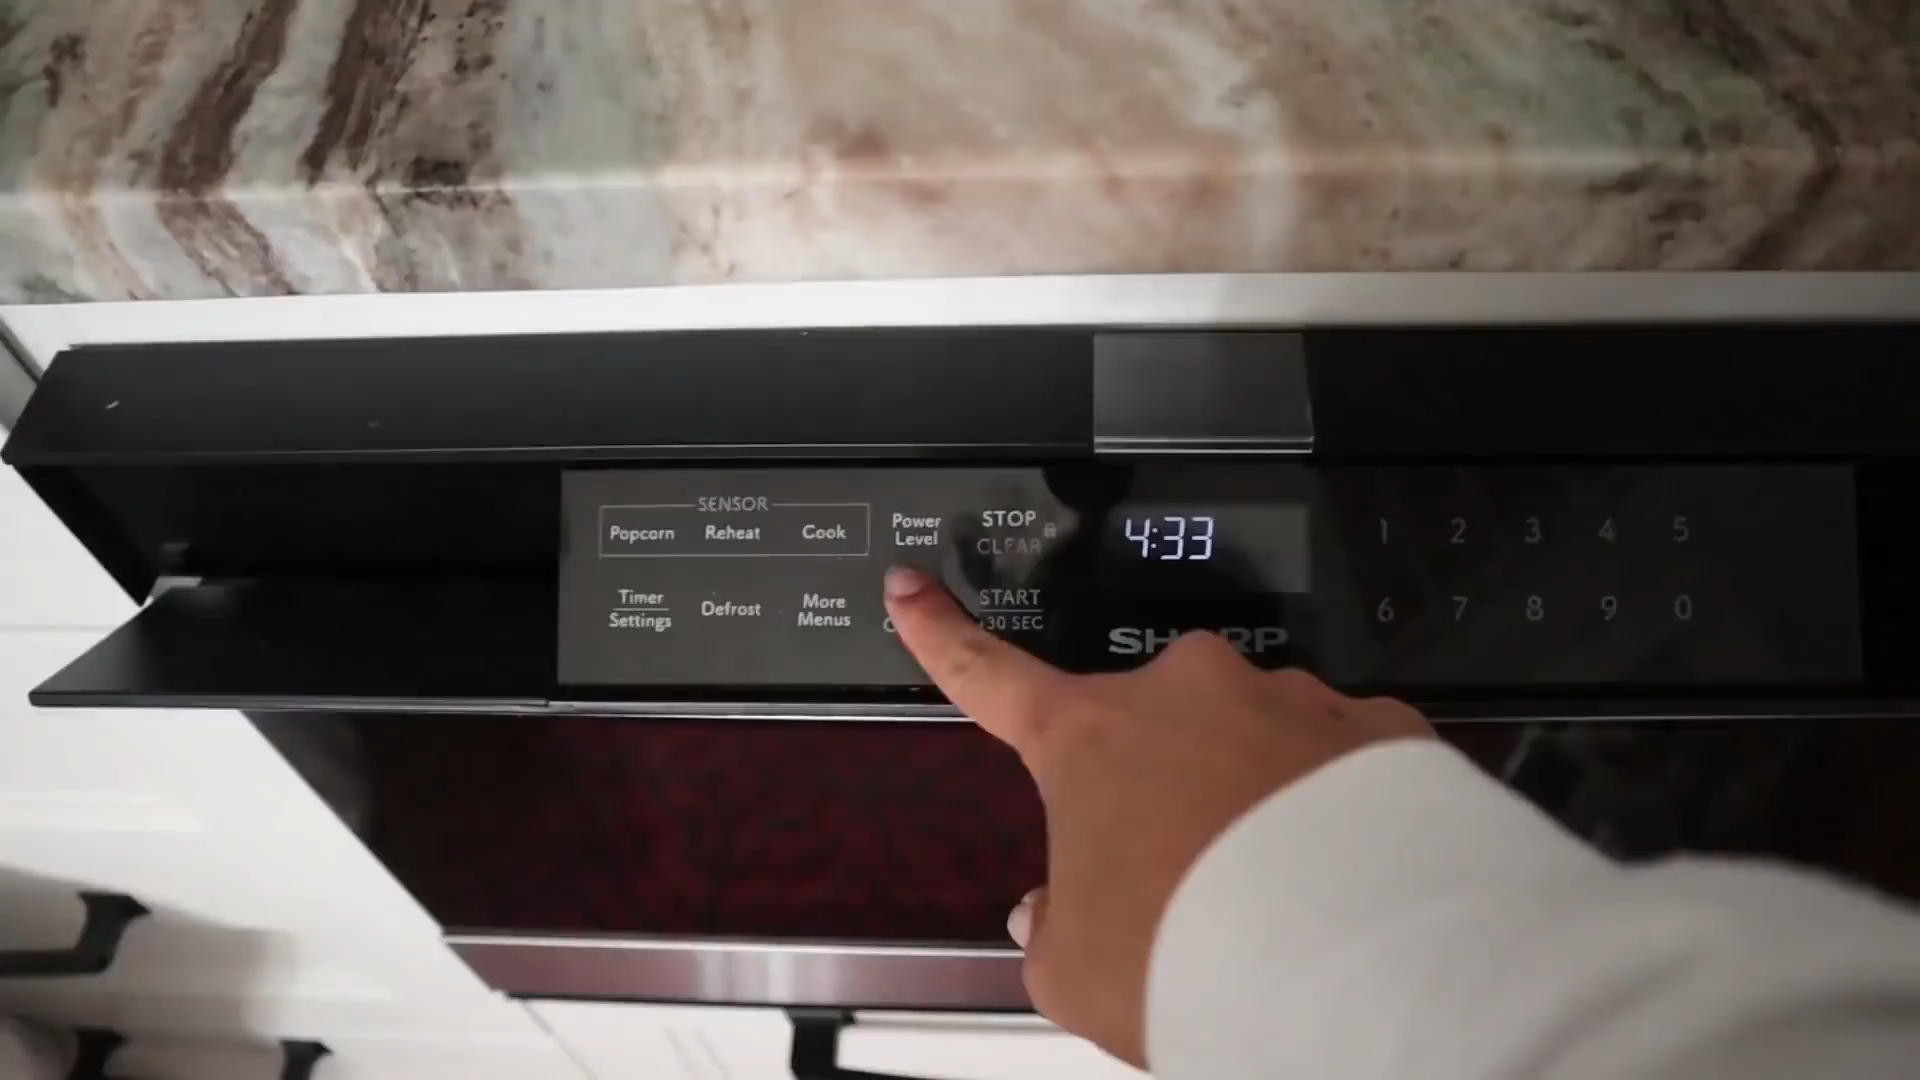 SENSOR
Popcorn Reheat Cook
Power
Level
STOP
CLEAR
Timer
Settings
Defrost
More
Menus
START
30 SEC
4:33
SHARP
1 2 3 4 5
6 7 8 9 0